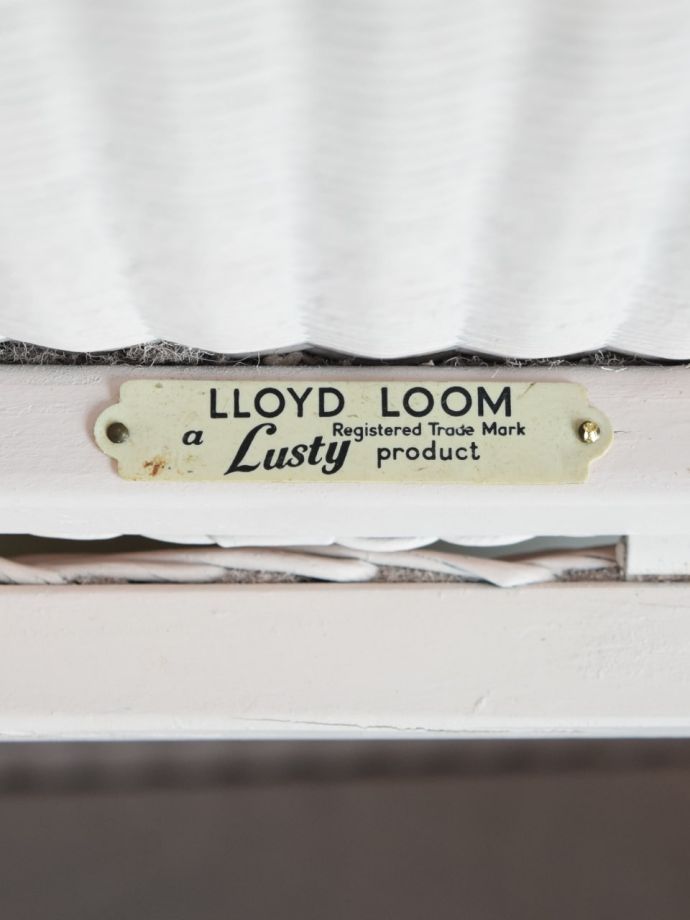 LLOYD LOOM
Registered Trade Mark
a Lusty product